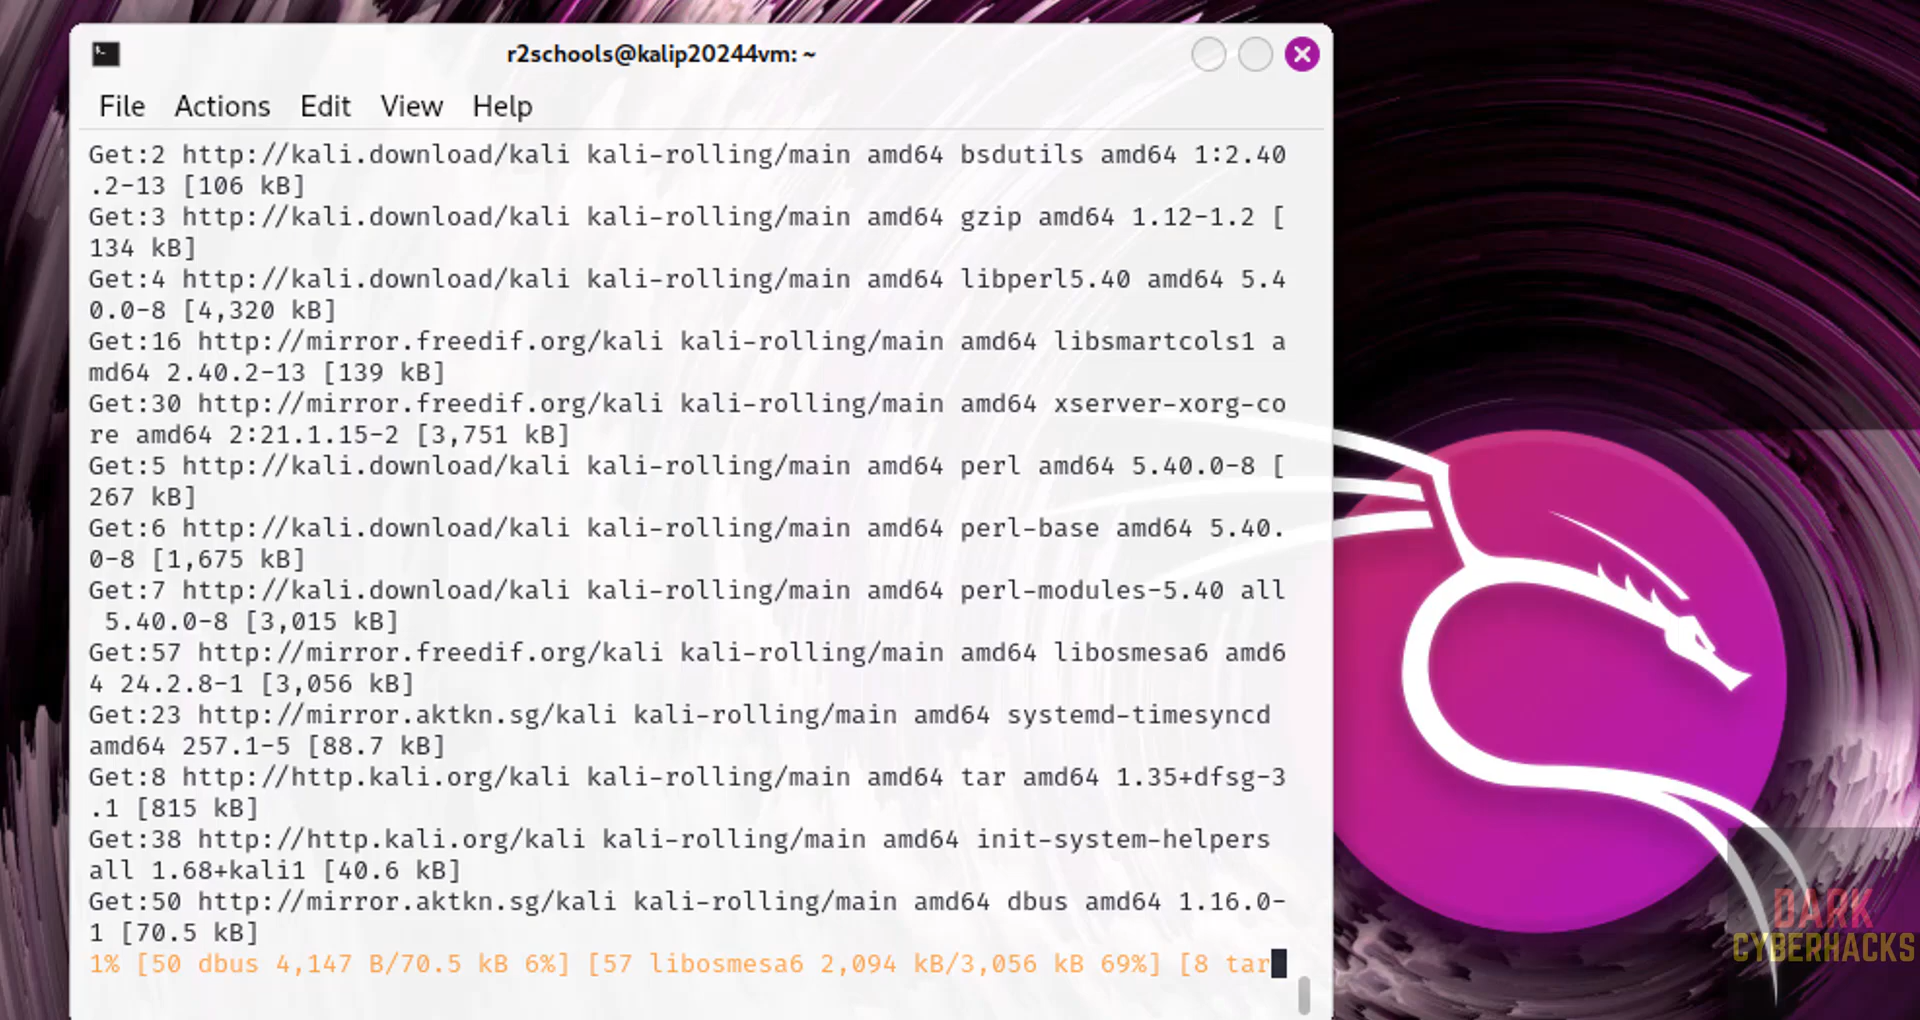 r2schools@kalip20244vm: ~
File Actions Edit View Help
Get:2 http://kali.download/kali kali-rolling/main amd64 bsdutils amd64 1:2.40
.2-13 [106 kB]
Get:3 http://kali.download/kali kali-rolling/main amd64 gzip amd64 1.12-1.2 [
134 kB]
Get:4 http://kali.download/kali kali-rolling/main amd64 libperl5.40 amd64 5.4
0.0-8 [4,320 kB]
Get:16 http://mirror.freedif.org/kali kali-rolling/main amd64 libsmartcols1 a
md64 2.40.2-13 [139 kB]
Get:30 http://mirror.freedif.org/kali kali-rolling/main amd64 xserver-xorg-co
re amd64 2:21.1.15-2 [3,751 kB]
Get:5 http://kali.download/kali kali-rolling/main amd64 perl amd64 5.40.0-8 [
267 kB]
Get:6 http://kali.download/kali kali-rolling/main amd64 perl-base amd64 5.40.
0-8 [1,675 kB]
Get:7 http://kali.download/kali kali-rolling/main amd64 perl-modules-5.40 all
 5.40.0-8 [3,015 kB]
Get:57 http://mirror.freedif.org/kali kali-rolling/main amd64 libosmesa6 amd6
4 24.2.8-1 [3,056 kB]
Get:23 http://mirror.aktkn.sg/kali kali-rolling/main amd64 systemd-timesyncd
amd64 257.1-5 [88.7 kB]
Get:8 http://http.kali.org/kali kali-rolling/main amd64 tar amd64 1.35+dfsg-3
.1 [815 kB]
Get:38 http://http.kali.org/kali kali-rolling/main amd64 init-system-helpers
all 1.68+kali1 [40.6 kB]
Get:50 http://mirror.aktkn.sg/kali kali-rolling/main amd64 dbus amd64 1.16.0-
1 [70.5 kB]
1% [50 dbus 4,147 B/70.5 kB 6%] [57 libosmesa6 2,094 kB/3,056 kB 69%] [8 tar
DARK
CYBERHACKS